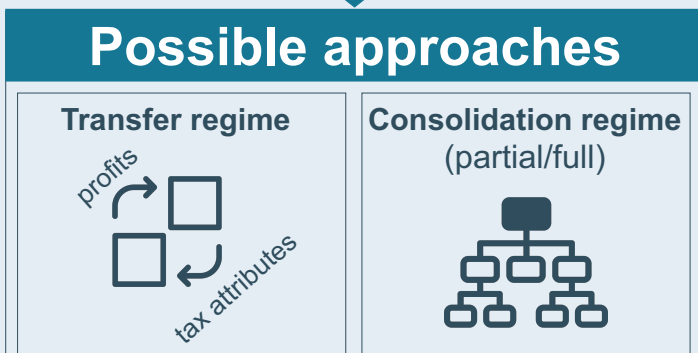 Possible approaches
Transfer regime
profits
tax attributes
Consolidation regime
(partial/full)